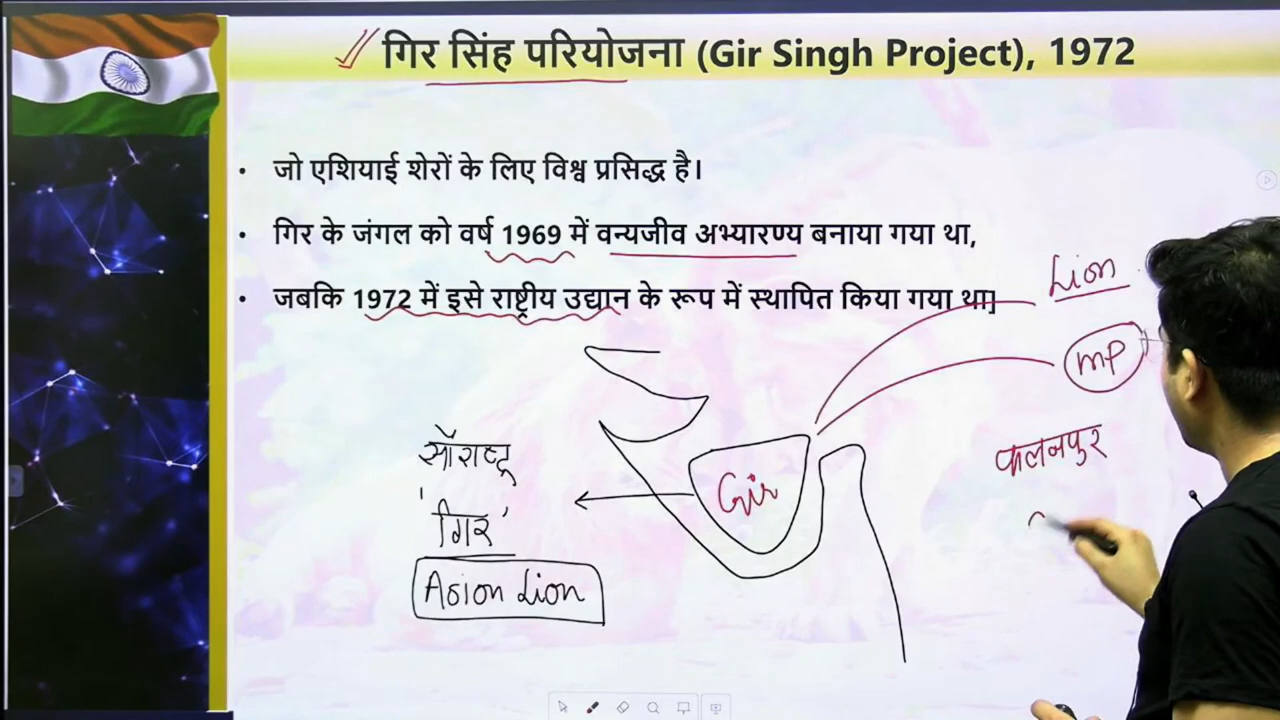 गिर सिंह परियोजना (Gir Singh Project), 1972
• जो एशियाई शेरों के लिए विश्व प्रसिद्ध है।
• गिर के जंगल को वर्ष 1969 में वन्यजीव अभ्यारण्य बनाया गया था,
• जबकि 1972 में इसे राष्ट्रीय उद्यान के रूप में स्थापित किया गया था]
Lion
MP
पालनपुर
सौराष्ट्र
Gir
'गिर'
Asion Lion